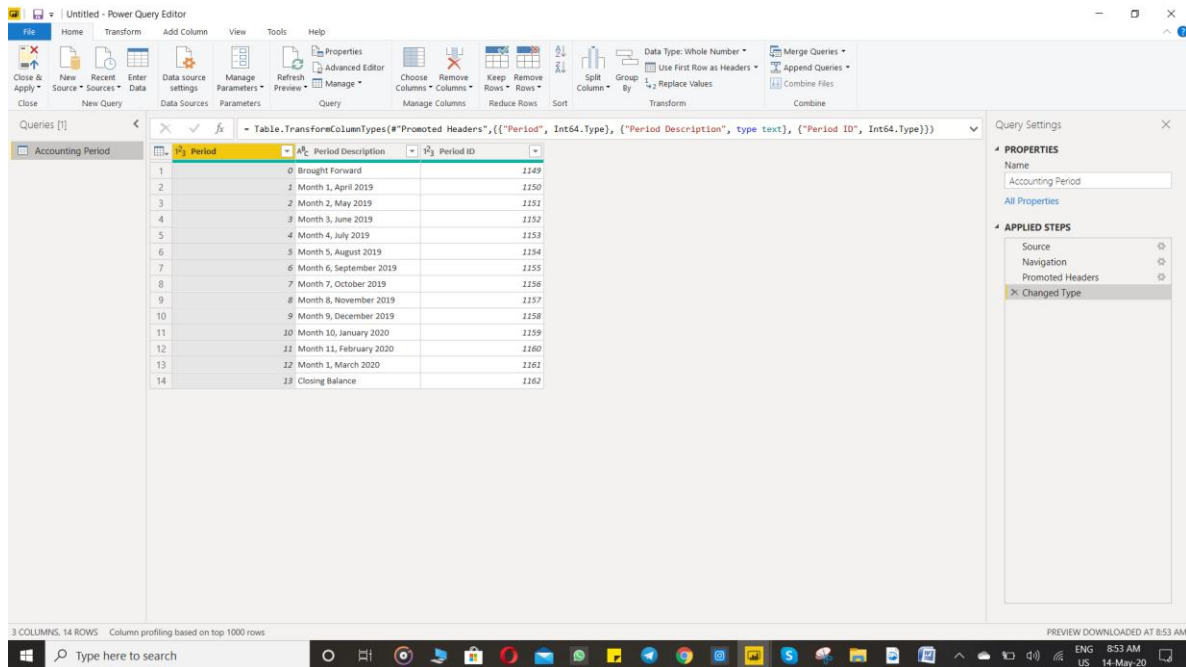 Untitled - Power Query Editor
File Home Transform Add Column View Tools Help
Close & Apply
New Source
Recent Sources
Enter Data
Data source settings
Manage Parameters
Refresh Preview
Properties
Advanced Editor
Manage
Choose Columns
Remove Columns
Keep Rows
Remove Rows
Split Column
Group By
Data Type: Whole Number
Use First Row as Headers
Replace Values
Merge Queries
Append Queries
Combine Files
Close New Query Data Sources Parameters Query Manage Columns Reduce Rows Sort Transform Combine
Queries [1]
Accounting Period
= Table.TransformColumnTypes(#"Promoted Headers",{{"Period", Int64.Type}, {"Period Description", type text}, {"Period ID", Int64.Type}})
Period Period Description Period ID
1 0 Brought Forward 1149
2 1 Month 1, April 2019 1150
3 2 Month 2, May 2019 1151
4 3 Month 3, June 2019 1152
5 4 Month 4, July 2019 1153
6 5 Month 5, August 2019 1154
7 6 Month 6, September 2019 1155
8 7 Month 7, October 2019 1156
9 8 Month 8, November 2019 1157
10 9 Month 9, December 2019 1158
11 10 Month 10, January 2020 1159
12 11 Month 11, February 2020 1160
13 12 Month 1, March 2020 1161
14 13 Closing Balance 1162
Query Settings
PROPERTIES
Name
Accounting Period
All Properties
APPLIED STEPS
Source
Navigation
Promoted Headers
Changed Type
3 COLUMNS, 14 ROWS Column profiling based on top 1000 rows
PREVIEW DOWNLOADED AT 8:53 AM
Type here to search
ENG 8:53 AM
US 14-May-20